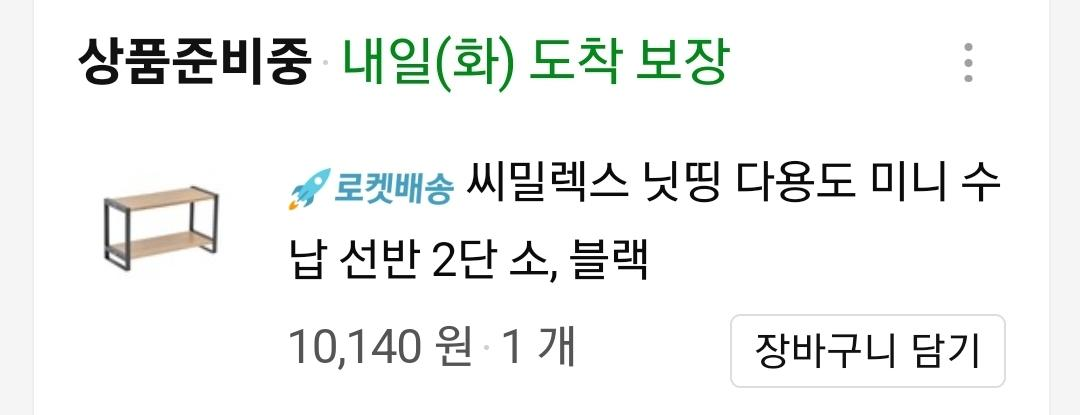 상품준비중 · 내일(화) 도착 보장
로켓배송 씨밀렉스 닛띵 다용도 미니 수
납 선반 2단 소, 블랙
10,140 원 · 1 개
장바구니 담기